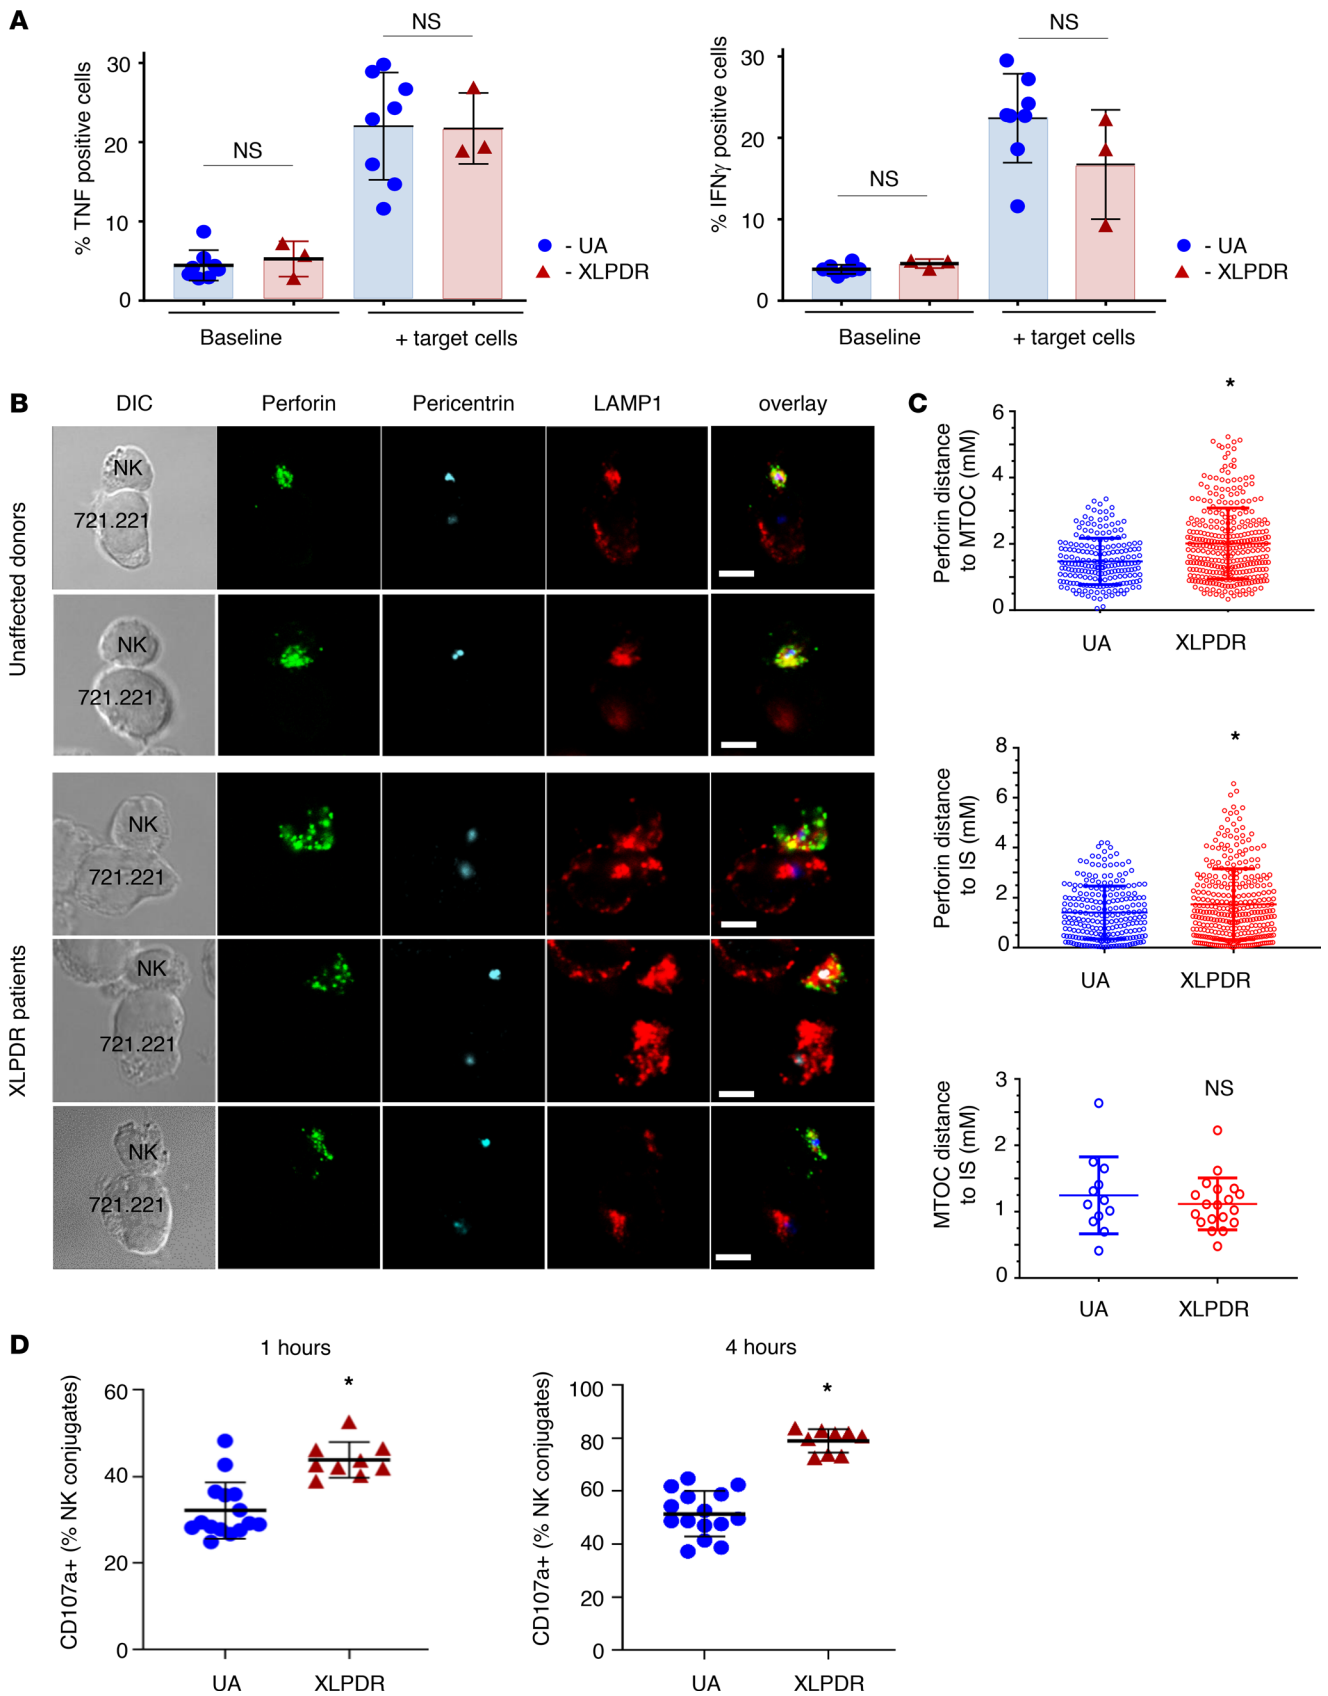 A
NS
NS
% TNF positive cells
30
20
10
0
Baseline
+ target cells
- UA
- XLPDR
NS
NS
% IFNγ positive cells
30
20
10
0
Baseline
+ target cells
- UA
- XLPDR
B
DIC
Perforin
Pericentrin
LAMP1
overlay
Unaffected donors
NK
721.221
NK
721.221
XLPDR patients
NK
721.221
NK
721.221
NK
721.221
C
*
Perforin distance
to MTOC (mM)
6
4
2
0
UA
XLPDR
*
Perforin distance
to IS (mM)
8
6
4
2
0
UA
XLPDR
NS
MTOC distance
to IS (mM)
3
2
1
0
UA
XLPDR
D
1 hours
*
CD107a+ (% NK conjugates)
60
40
20
0
UA
XLPDR
4 hours
*
CD107a+ (% NK conjugates)
100
80
60
40
20
0
UA
XLPDR